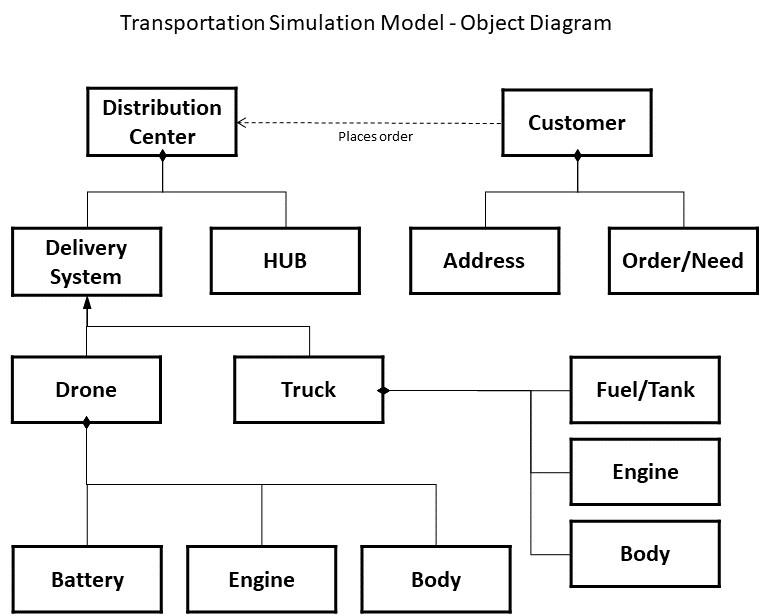 Transportation Simulation Model - Object Diagram
Distribution
Center
Places order
Customer
Delivery
System
HUB
Address
Order/Need
Drone
Truck
Fuel/Tank
Engine
Body
Battery
Engine
Body